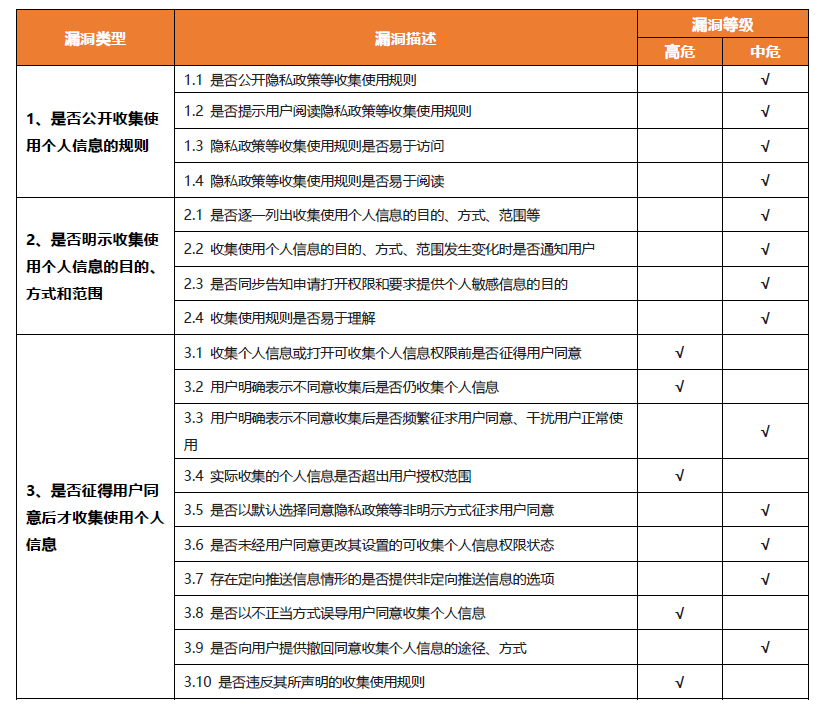 漏洞类型 漏洞描述 漏洞等级
高危 中危
1、是否公开收集使
用个人信息的规则
1.1 是否公开隐私政策等收集使用规则 √
1.2 是否提示用户阅读隐私政策等收集使用规则 √
1.3 隐私政策等收集使用规则是否易于访问 √
1.4 隐私政策等收集使用规则是否易于阅读 √
2、是否明示收集使
用个人信息的目的、
方式和范围
2.1 是否逐一列出收集使用个人信息的目的、方式、范围等 √
2.2 收集使用个人信息的目的、方式、范围发生变化时是否通知用户 √
2.3 是否同步告知申请打开权限和要求提供个人敏感信息的目的 √
2.4 收集使用规则是否易于理解 √
3、是否征得用户同
意后才收集使用个人
信息
3.1 收集个人信息或打开可收集个人信息权限前是否征得用户同意 √
3.2 用户明确表示不同意收集后是否仍收集个人信息 √
3.3 用户明确表示不同意收集后是否频繁征求用户同意、干扰用户正常使
用 √
3.4 实际收集的个人信息是否超出用户授权范围 √
3.5 是否以默认选择同意隐私政策等非明示方式征求用户同意 √
3.6 是否未经用户同意更改其设置的可收集个人信息权限状态 √
3.7 存在定向推送信息情形的是否提供非定向推送信息的选项 √
3.8 是否以不正当方式误导用户同意收集个人信息 √
3.9 是否向用户提供撤回同意收集个人信息的途径、方式 √
3.10 是否违反其所声明的收集使用规则 √